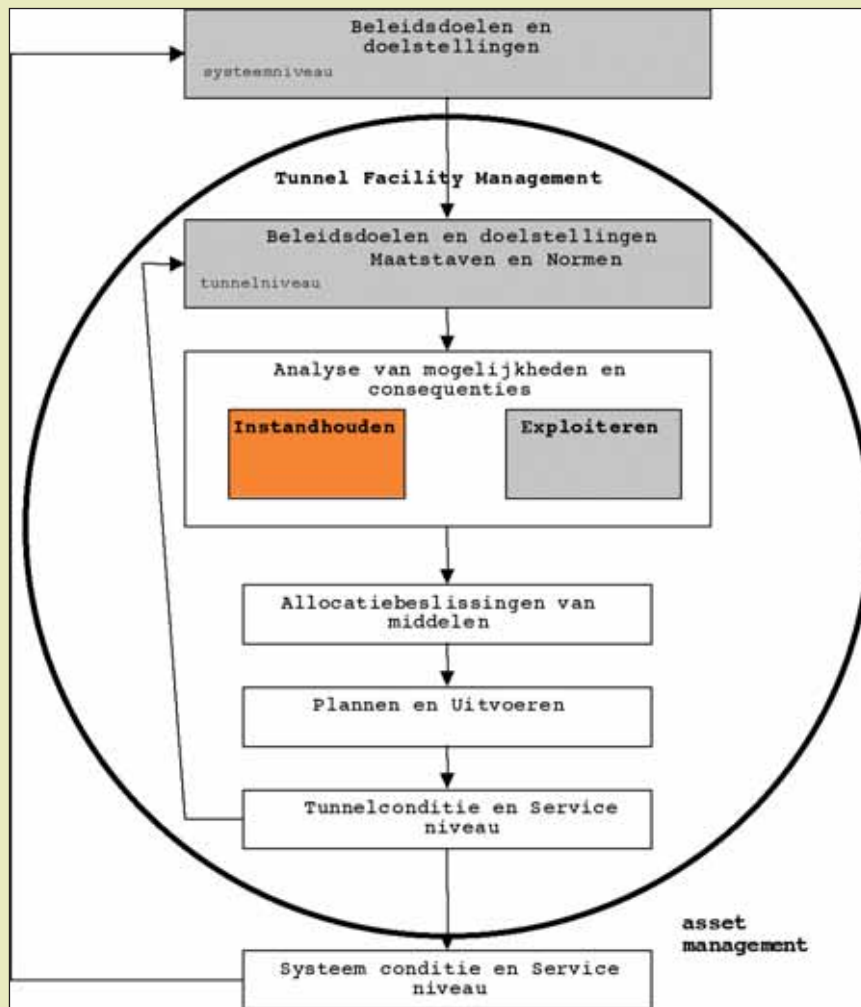 Beleidsdoelen en
doelstellingen
systeemniveau
Tunnel Facility Management
Beleidsdoelen en doelstellingen
Maatstaven en Normen
tunnelniveau
Analyse van mogelijkheden en
consequenties
Instandhouden
Exploiteren
Allocatiebeslissingen van
middelen
Plannen en Uitvoeren
Tunnelconditie en Service
niveau
asset
management
Systeem conditie en Service
niveau